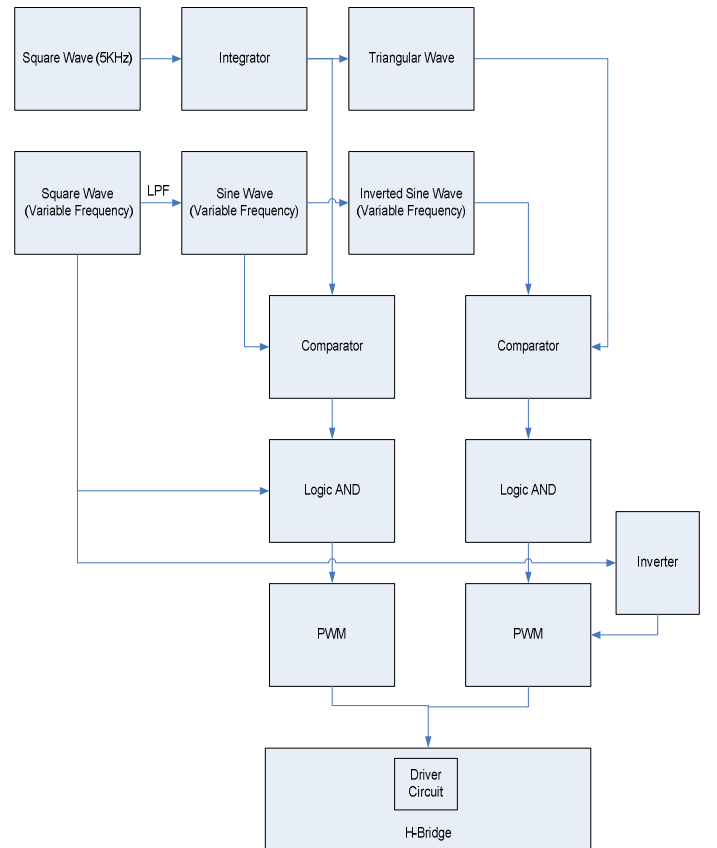 Square Wave (5KHz)
Integrator
Triangular Wave
Square Wave
(Variable Frequency)
LPF
Sine Wave
(Variable Frequency)
Inverted Sine Wave
(Variable Frequency)
Comparator
Comparator
Logic AND
Logic AND
Inverter
PWM
PWM
Driver
Circuit
H-Bridge